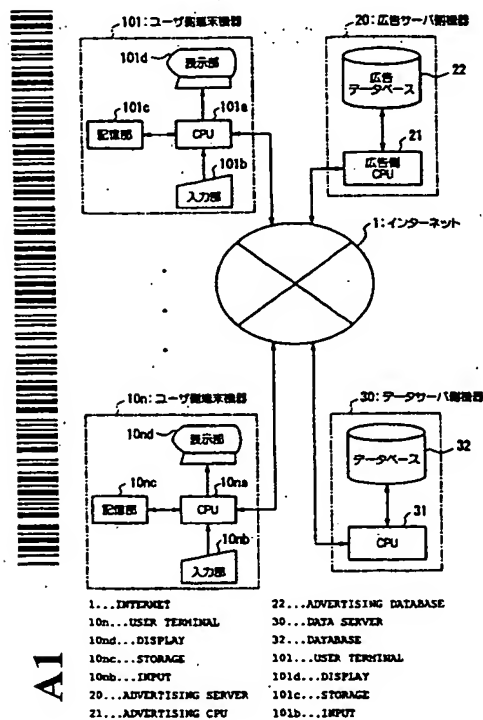 101:ユーザ側端末機器
101d
表示部
101c
101a
記憶部
CPU
101b
入力部
20:広告サーバ側機器
広告
データベース
22
21
広告側
CPU
1:インターネット
10n:ユーザ側端末機器
10nd
表示部
10nc
10na
記憶部
CPU
10nb
入力部
30:データサーバ側機器
データベース
32
31
CPU
A1
1...INTERNET
10n...USER TERMINAL
10nd...DISPLAY
10nc...STORAGE
10nb...INPUT
20...ADVERTISING SERVER
21...ADVERTISING CPU
22...ADVERTISING DATABASE
30...DATA SERVER
32...DAYABASE
101...USER TERMINAL
101d...DISPLAY
101c...STORAGE
101b...INPUT